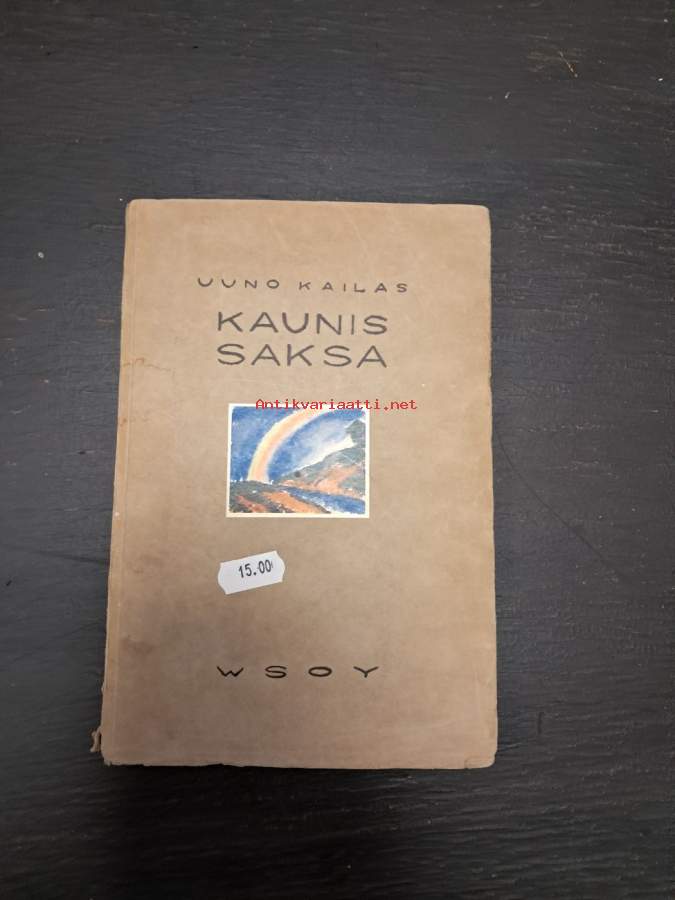 UUNO KAILAS
KAUNIS
SAKSA
Antikvariaatti.net
15.00
WSOY